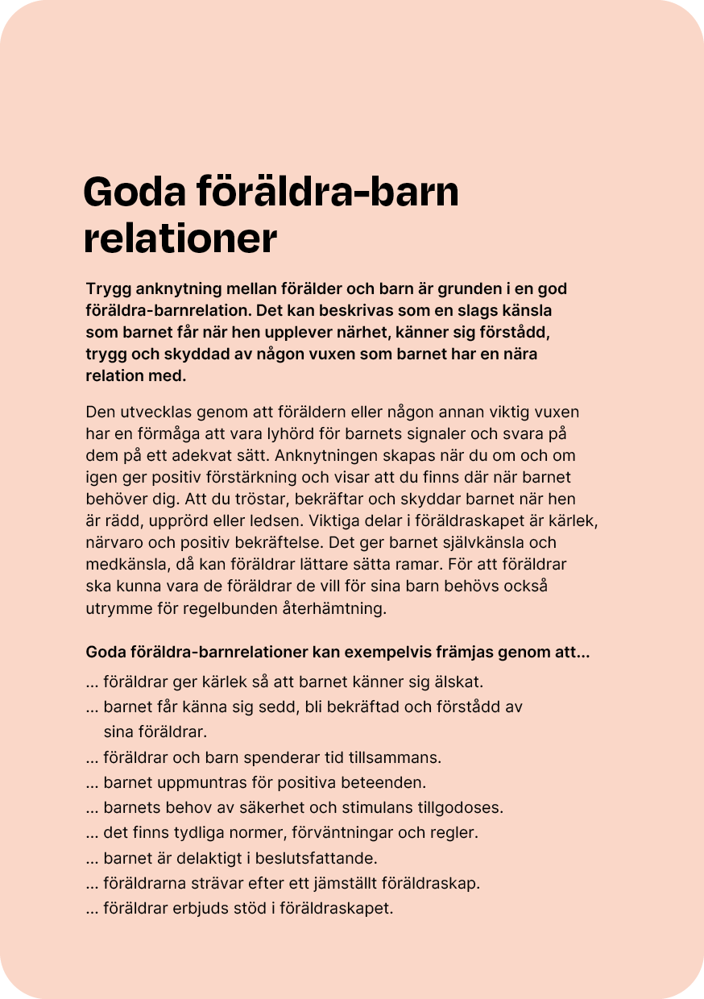 Goda föräldra-barn
relationer
Trygg anknytning mellan förälder och barn är grunden i en god
föräldra-barnrelation. Det kan beskrivas som en slags känsla
som barnet får när hen upplever närhet, känner sig förstådd,
trygg och skyddad av någon vuxen som barnet har en nära
relation med.
Den utvecklas genom att föräldern eller någon annan viktig vuxen
har en förmåga att vara lyhörd för barnets signaler och svara på
dem på ett adekvat sätt. Anknytningen skapas när du om och om
igen ger positiv förstärkning och visar att du finns där när barnet
behöver dig. Att du tröstar, bekräftar och skyddar barnet när hen
är rädd, upprörd eller ledsen. Viktiga delar i föräldraskapet är kärlek,
närvaro och positiv bekräftelse. Det ger barnet självkänsla och
medkänsla, då kan föräldrar lättare sätta ramar. För att föräldrar
ska kunna vara de föräldrar de vill för sina barn behövs också
utrymme för regelbunden återhämtning.
Goda föräldra-barnrelationer kan exempelvis främjas genom att...
... föräldrar ger kärlek så att barnet känner sig älskat.
... barnet får känna sig sedd, bli bekräftad och förstådd av
sina föräldrar.
... föräldrar och barn spenderar tid tillsammans.
... barnet uppmuntras för positiva beteenden.
... barnets behov av säkerhet och stimulans tillgodoses.
... det finns tydliga normer, förväntningar och regler.
... barnet är delaktigt i beslutsfattande.
... föräldrarna strävar efter ett jämställt föräldraskap.
... föräldrar erbjuds stöd i föräldraskapet.